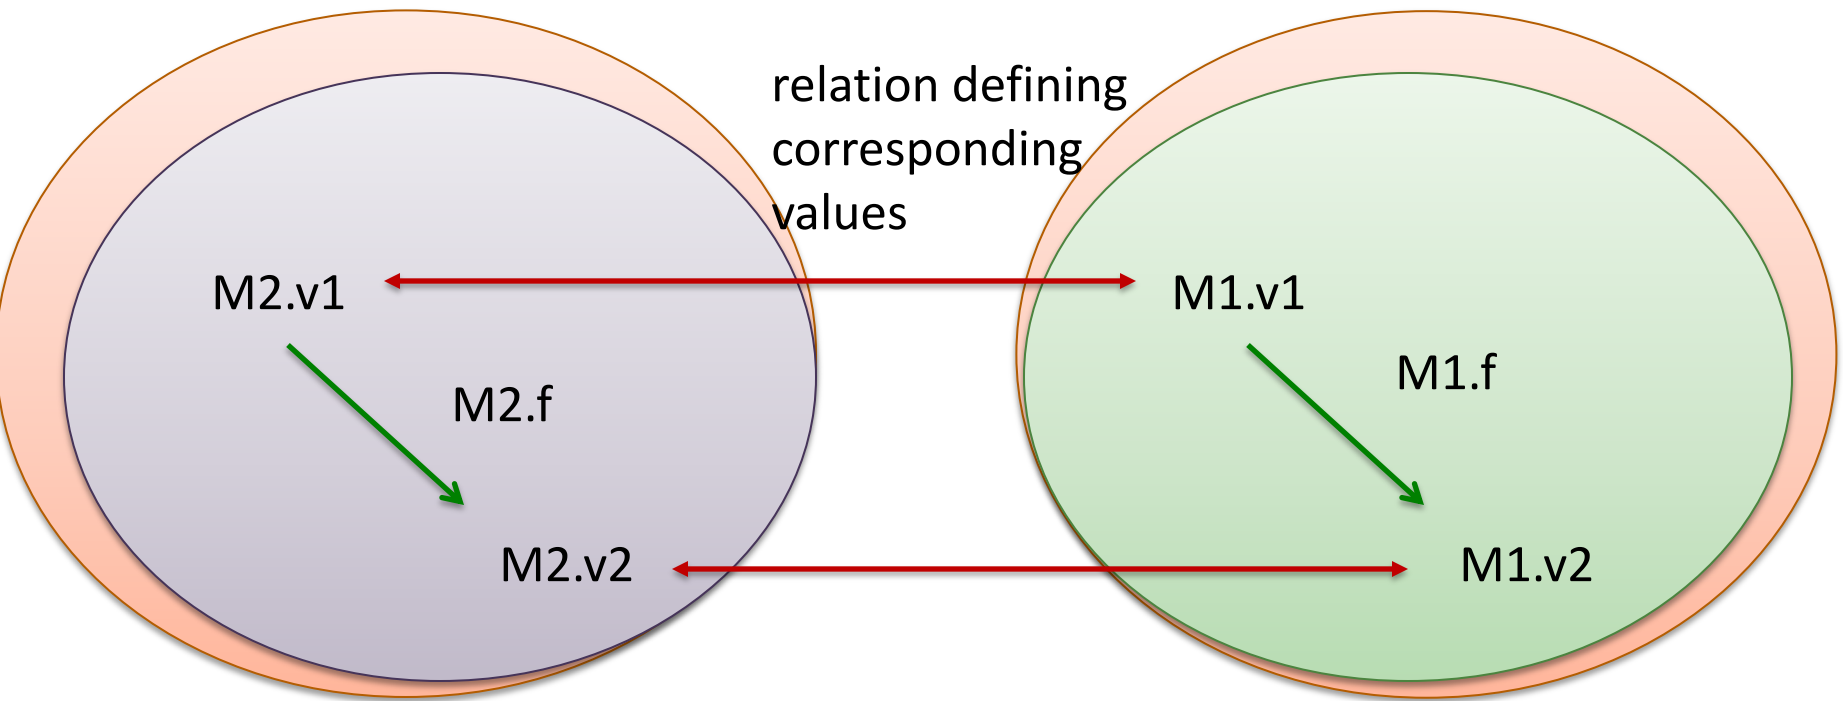 relation defining
corresponding
values
M2.v1
M1.v1
M2.f
M1.f
M2.v2
M1.v2